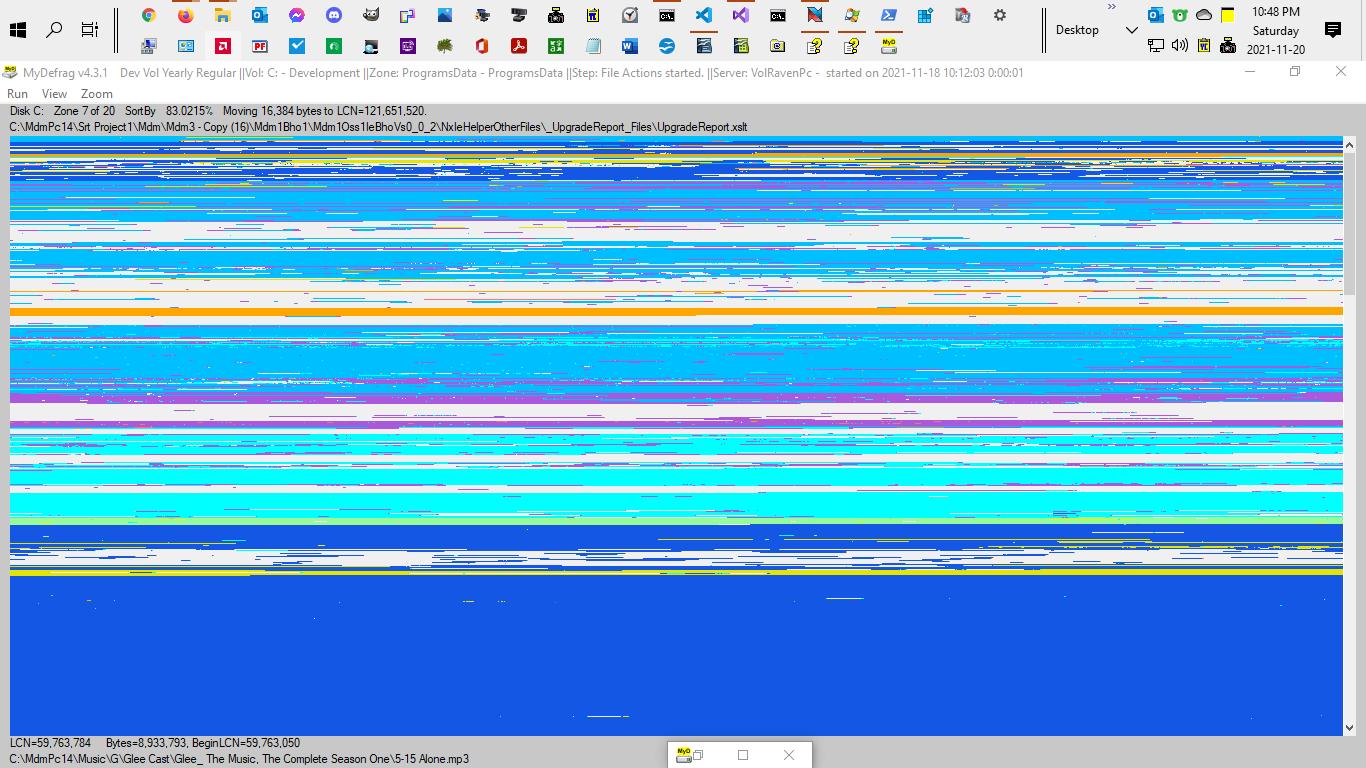 10:48 PM
Desktop
Saturday
2021-11-20
MyDefrag v4.3.1 Dev Vol Yearly Regular ||Vol: C: - Development ||Zone: ProgramsData - ProgramsData ||Step: File Actions started. ||Server: VolRavenPc - started on 2021-11-18 10:12:03 0:00:01
Run View Zoom
Disk C: Zone 7 of 20 SortBy 83.0215% Moving 16,384 bytes to LCN=121,651,520.
C:\MdmPc14\Srt Project1\Mdm\Mdm3 - Copy (16)\Mdm1Bho1\Mdm1Oss1IeBhoVs0_0_2\NxIeHelperOtherFiles\_UpgradeReport_Files\UpgradeReport.xslt
LCN=59,763,784 Bytes=8,933,793, BeginLCN=59,763,050
C:\MdmPc14\Music\G\Glee Cast\Glee_ The Music, The Complete Season One\5-15 Alone.mp3